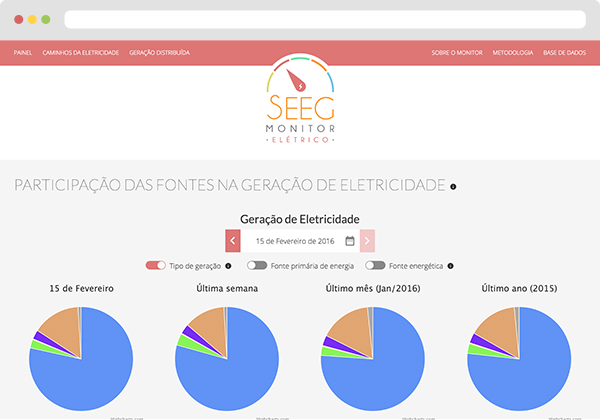 PAINEL CAMINHOS DA ELETRICIDADE GERAÇÃO DISTRIBUÍDA SOBRE O MONITOR METODOLOGIA BASE DE DADOS
SEEG
MONITOR
• ELÉTRICO •
PARTICIPAÇÃO DAS FONTES NA GERAÇÃO DE ELETRICIDADE
Geração de Eletricidade
15 de Fevereiro de 2016
Tipo de geração Fonte primária de energia Fonte energética
15 de Fevereiro Última semana Último mês (Jan/2016) Último ano (2015)